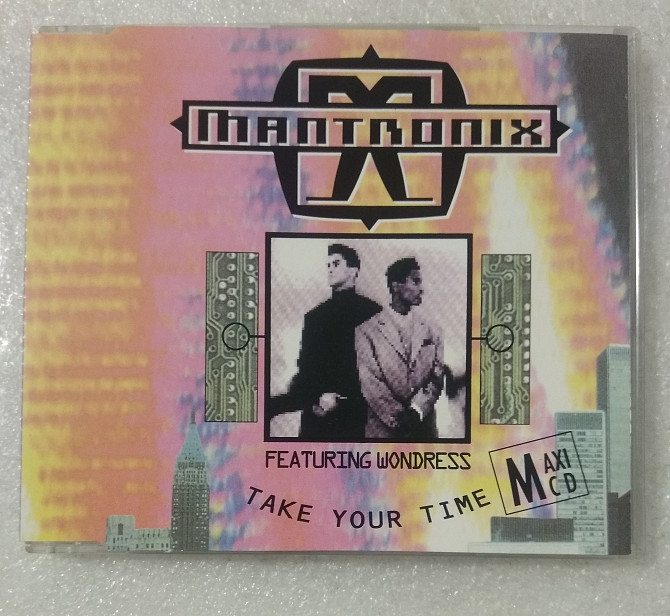 MANTRONIX
FEATURING WONDRESS
TAKE YOUR TIME
MAXI
CD